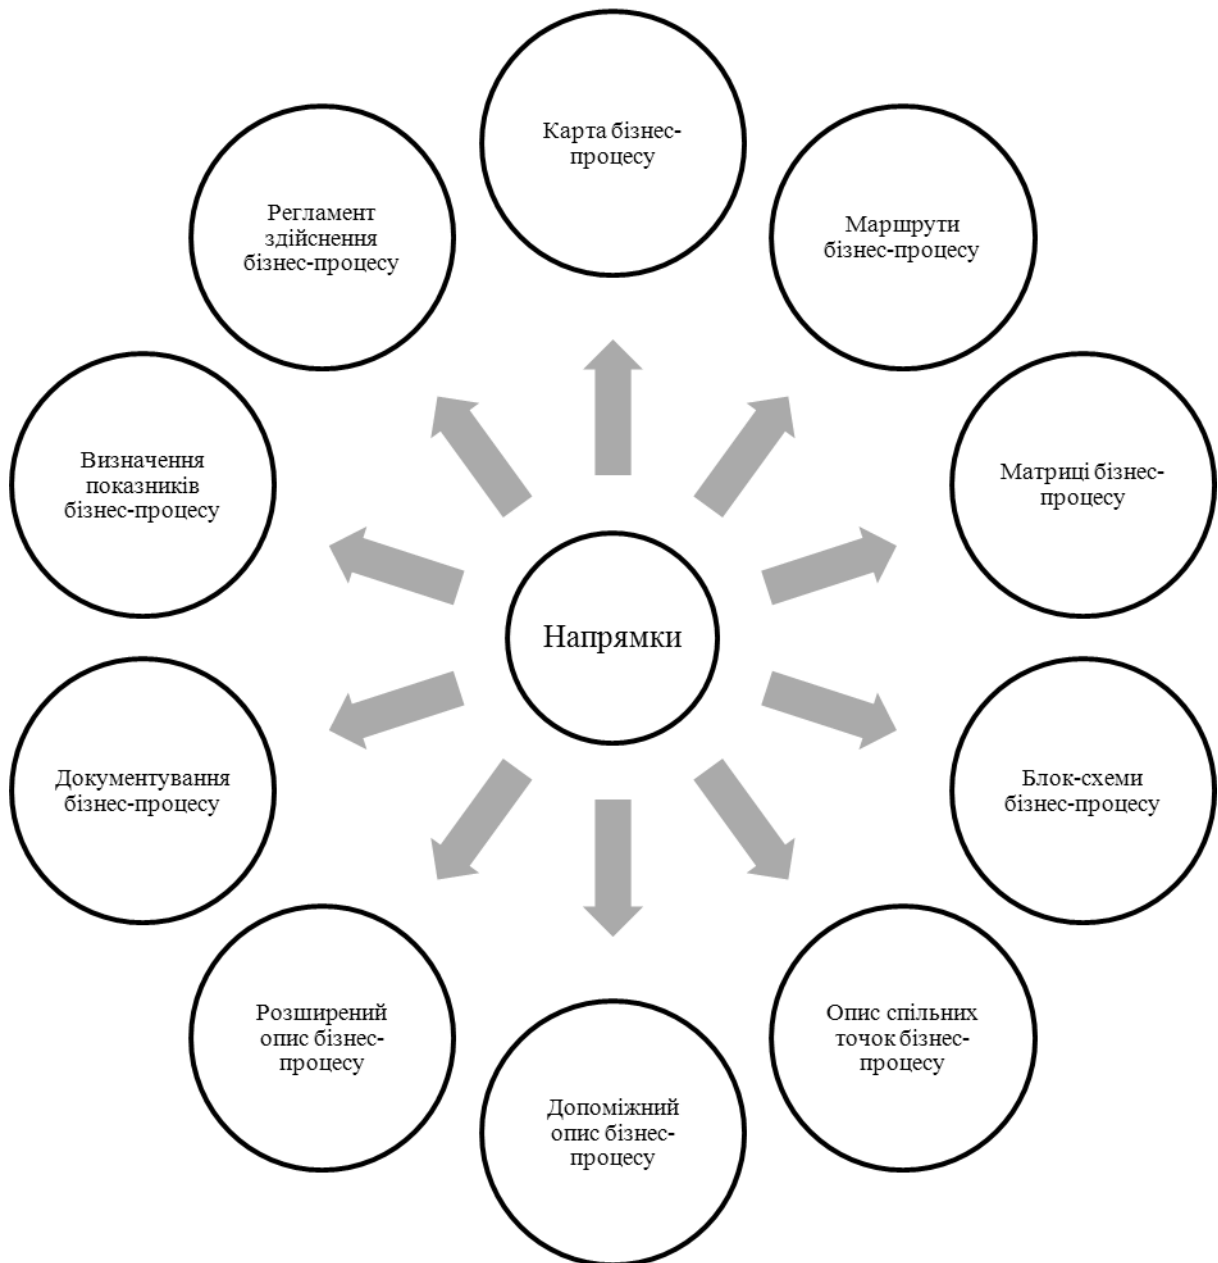 Карта бізнес-
процесу
Маршрути
бізнес-процесу
Матриці бізнес-
процесу
Блок-схеми
бізнес-процесу
Опис спільних
точок бізнес-
процесу
Допоміжний
опис бізнес-
процесу
Розширений
опис бізнес-
процесу
Документування
бізнес-процесу
Визначення
показників
бізнес-процесу
Регламент
здійснення
бізнес-процесу
Напрямки